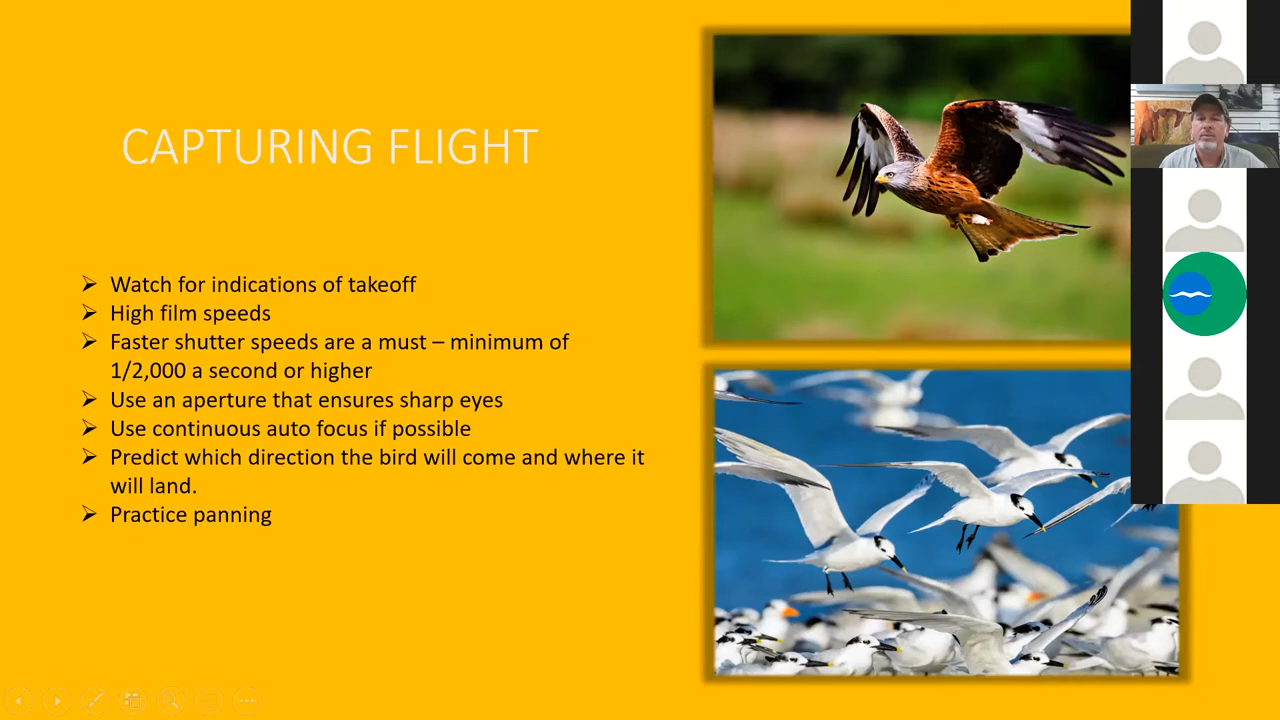 CAPTURING FLIGHT
Watch for indications of takeoff
High film speeds
Faster shutter speeds are a must – minimum of
1/2,000 a second or higher
Use an aperture that ensures sharp eyes
Use continuous auto focus if possible
Predict which direction the bird will come and where it
will land.
Practice panning